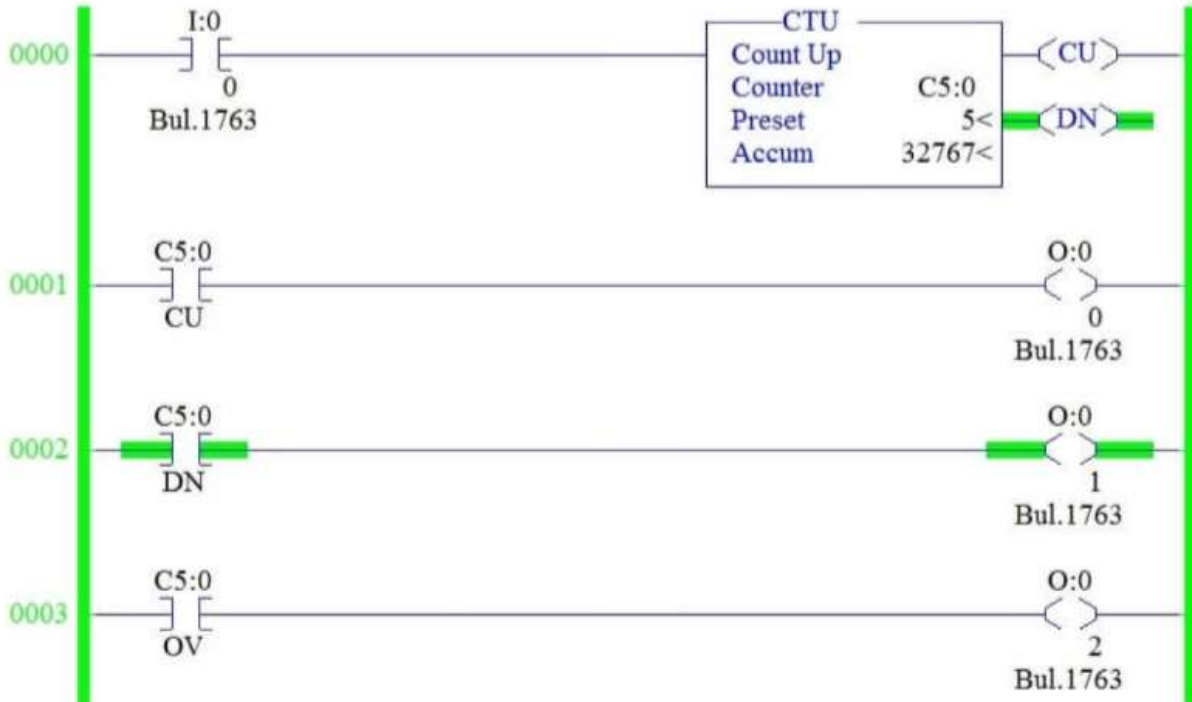 I:0
CTU
0000
Count Up
CU
0
Counter C5:0
Bul.1763
Preset 5<
DN
Accum 32767<
C5:0
O:0
0001
CU
0
Bul.1763
C5:0
O:0
0002
DN
1
Bul.1763
C5:0
O:0
0003
OV
2
Bul.1763